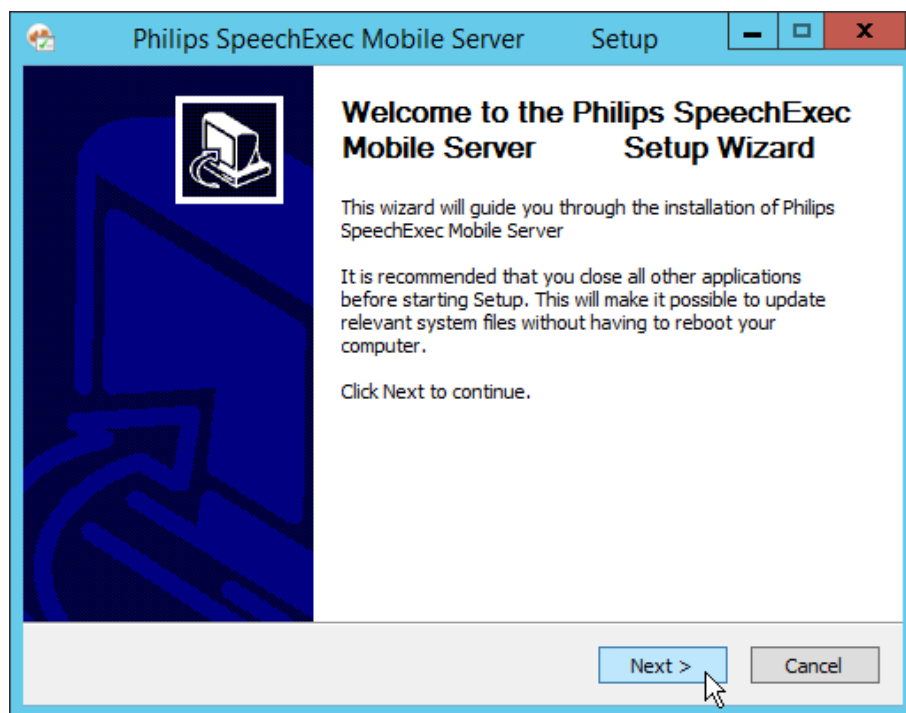 Philips SpeechExec Mobile Server Setup
Welcome to the Philips SpeechExec
Mobile Server Setup Wizard
This wizard will guide you through the installation of Philips
SpeechExec Mobile Server
It is recommended that you close all other applications
before starting Setup. This will make it possible to update
relevant system files without having to reboot your
computer.
Click Next to continue.
Next >
Cancel